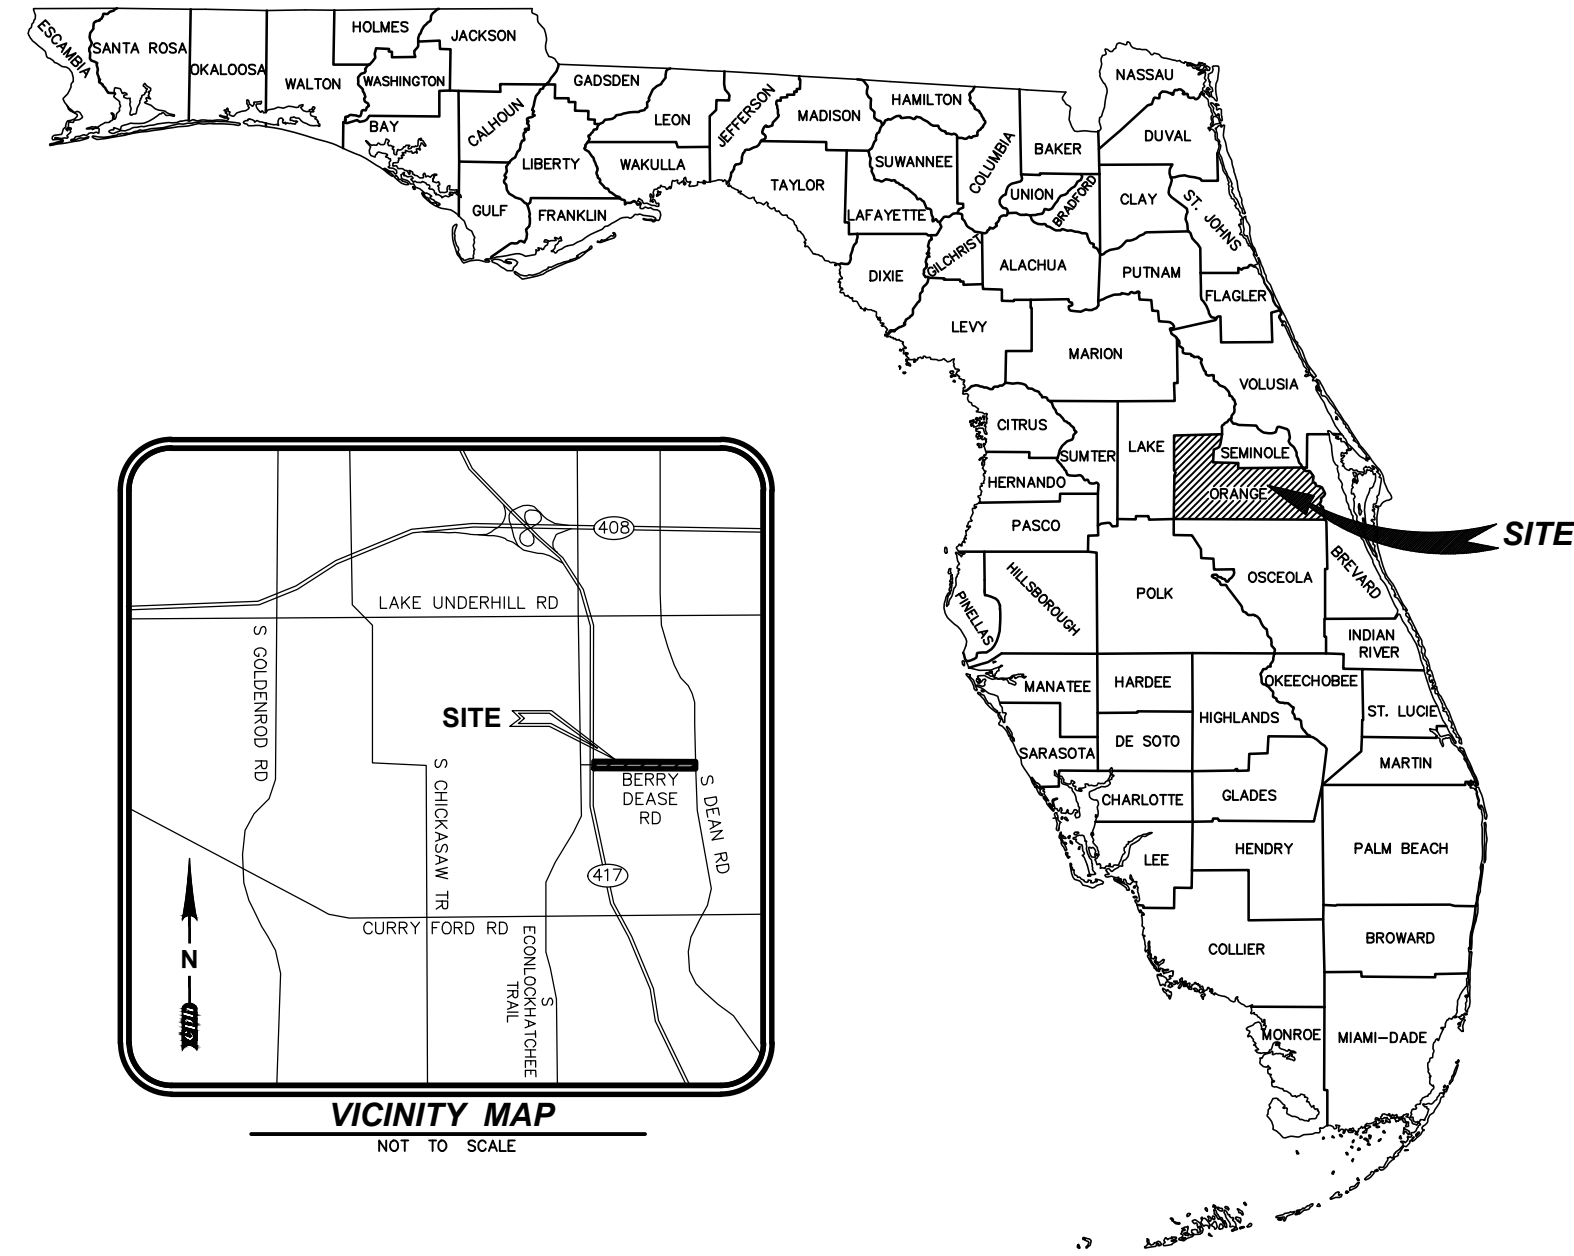 ESCAMBIA
SANTA ROSA
OKALOOSA
WALTON
HOLMES
WASHINGTON
JACKSON
BAY
CALHOUN
GULF
GADSDEN
LIBERTY
FRANKLIN
LEON
WAKULLA
JEFFERSON
MADISON
TAYLOR
HAMILTON
SUWANNEE
LAFAYETTE
DIXIE
COLUMBIA
GILCHRIST
BAKER
UNION
BRADFORD
ALACHUA
LEVY
NASSAU
DUVAL
CLAY
ST. JOHNS
PUTNAM
FLAGLER
MARION
VOLUSIA
CITRUS
SUMTER
LAKE
SEMINOLE
HERNANDO
ORANGE
PASCO
SITE
PINELLAS
HILLSBOROUGH
POLK
OSCEOLA
BREVARD
INDIAN
RIVER
MANATEE
HARDEE
HIGHLANDS
OKEECHOBEE
ST. LUCIE
SARASOTA
DE SOTO
MARTIN
CHARLOTTE
GLADES
LEE
HENDRY
PALM BEACH
COLLIER
BROWARD
MONROE
MIAMI-DADE
408
LAKE UNDERHILL RD
S GOLDENROD RD
SITE
BERRY
DEASE
RD
S CHICKASAW TR
S DEAN RD
417
CURRY FORD RD
S
ECONLOCKHATCHEE
TRAIL
N
VICINITY MAP
NOT TO SCALE